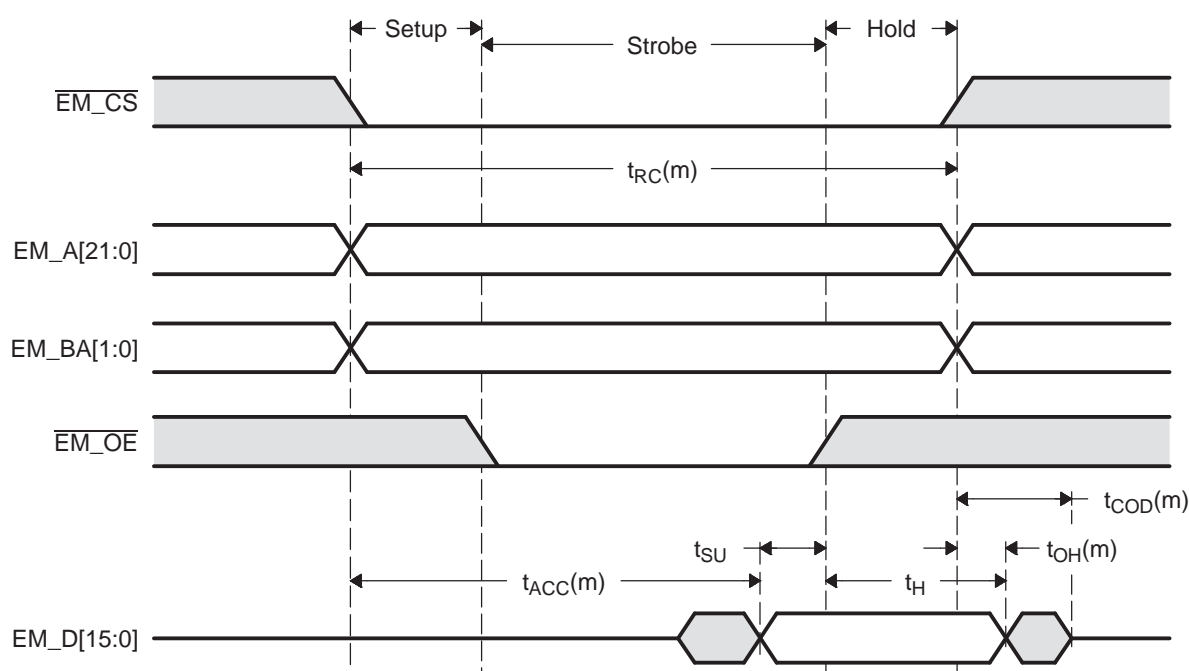 Setup
Strobe
Hold
EM_CS
tRC(m)
EM_A[21:0]
EM_BA[1:0]
EM_OE
tCOD(m)
tSU
tOH(m)
tACC(m)
tH
EM_D[15:0]